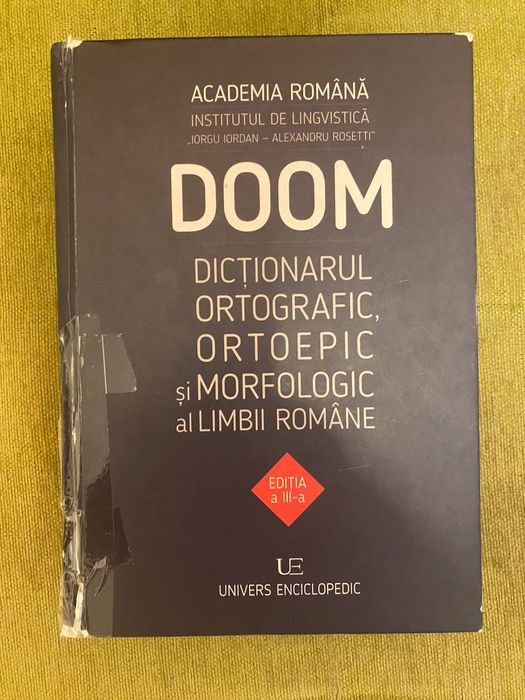 ACADEMIA ROMÂNĂ
INSTITUTUL DE LINGVISTICĂ
„IORGU IORDAN – ALEXANDRU ROSETTI”
DOOM
DICȚIONARUL
ORTOGRAFIC,
ORTOEPIC
și MORFOLOGIC
al LIMBII ROMÂNE
EDIȚIA
a III-a
UE
UNIVERS ENCICLOPEDIC